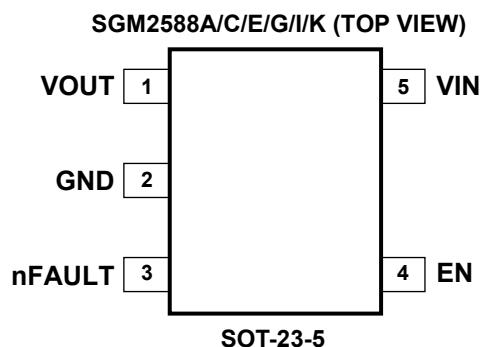 SGM2588A/C/E/G/I/K (TOP VIEW)
VOUT 1 5 VIN
GND 2
nFAULT 3 4 EN
SOT-23-5